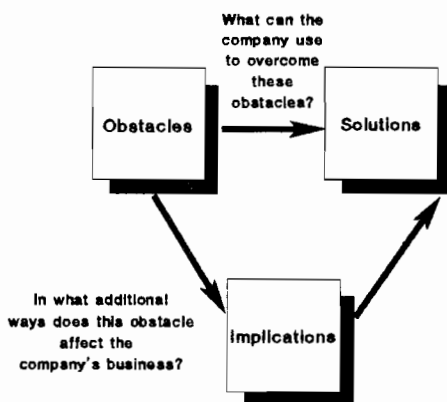 What can the
company use
to overcome
these
obstacles?
Obstacles
Solutions
In what additional
ways does this obstacle
affect the
company's business?
Implications